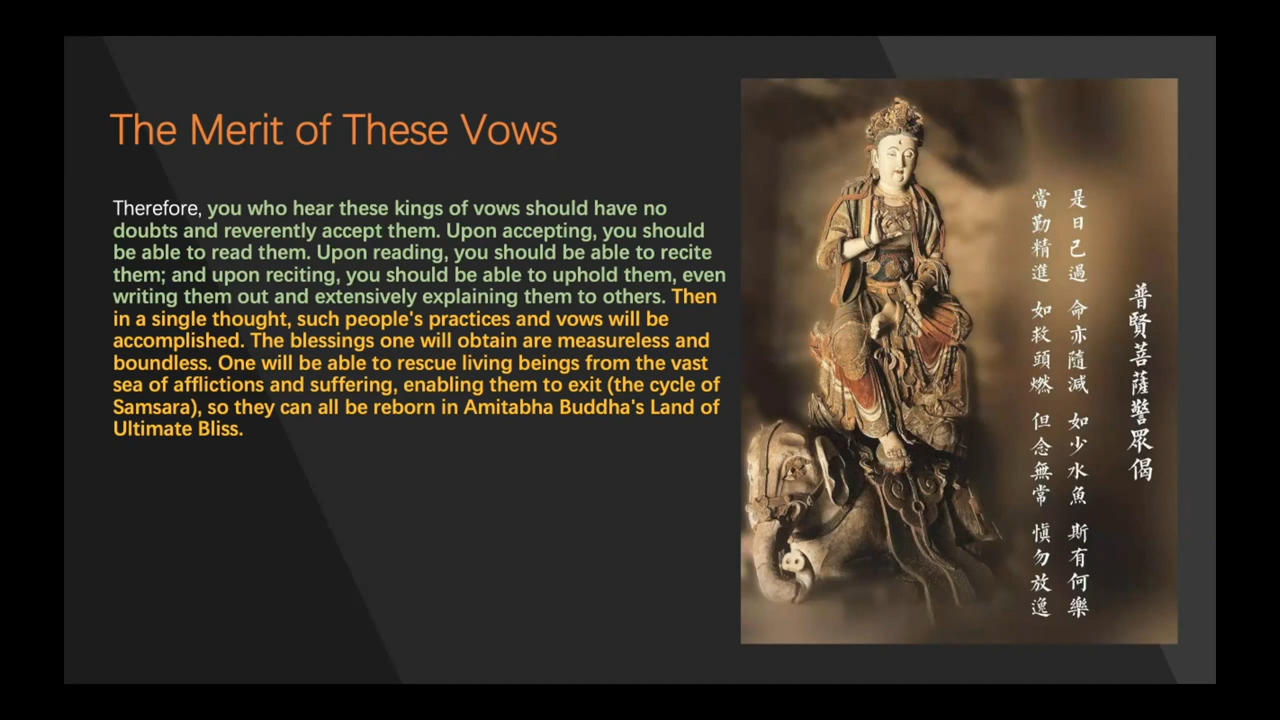 The Merit of These Vows
Therefore, you who hear these kings of vows should have no
doubts and reverently accept them. Upon accepting, you should
be able to read them. Upon reading, you should be able to recite
them; and upon reciting, you should be able to uphold them, even
writing them out and extensively explaining them to others. Then
in a single thought, such people's practices and vows will be
accomplished. The blessings one will obtain are measureless and
boundless. One will be able to rescue living beings from the vast
sea of afflictions and suffering, enabling them to exit (the cycle of
Samsara), so they can all be reborn in Amitabha Buddha's Land of
Ultimate Bliss.
普賢菩薩警眾偈
是日己過 命亦隨減 如少水魚 斯有何樂
當勤精進 如救頭燃 但念無常 慎勿放逸